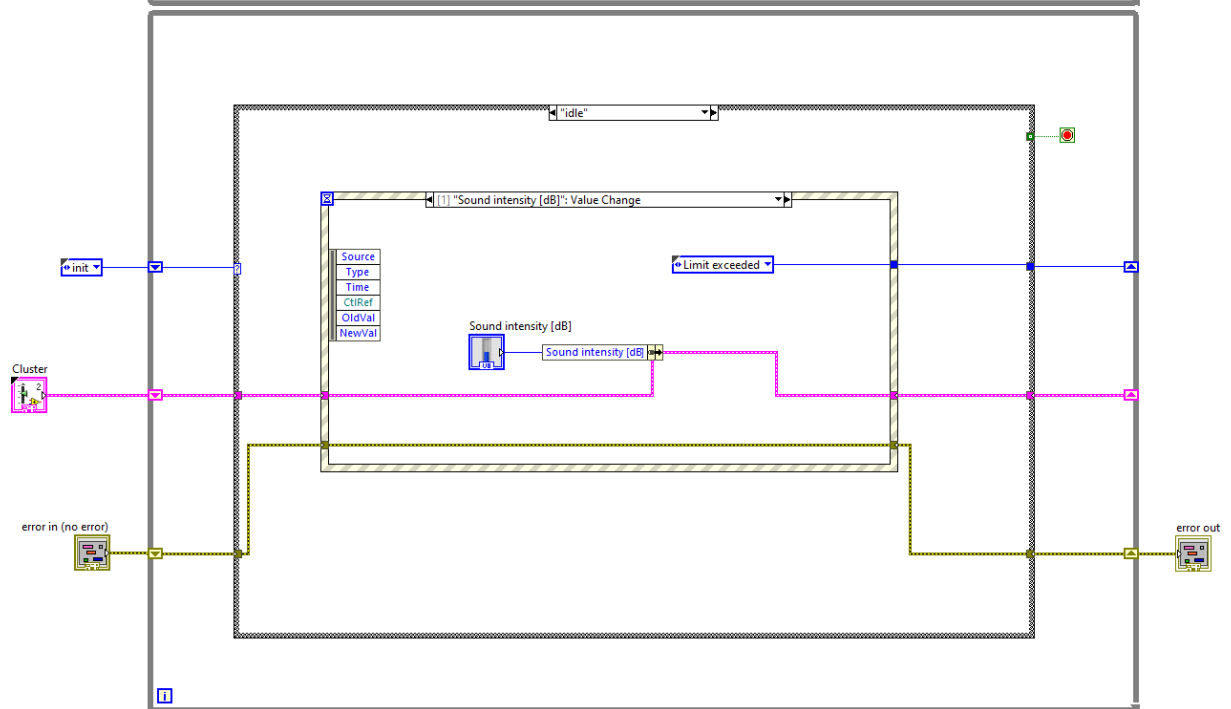 "idle"
[1] "Sound intensity [dB]": Value Change
Source
Type
Time
CtlRef
OldVal
NewVal
init
Limit exceeded
Sound intensity [dB]
Sound intensity [dB]
U8
Cluster
2
error in (no error)
error out
i